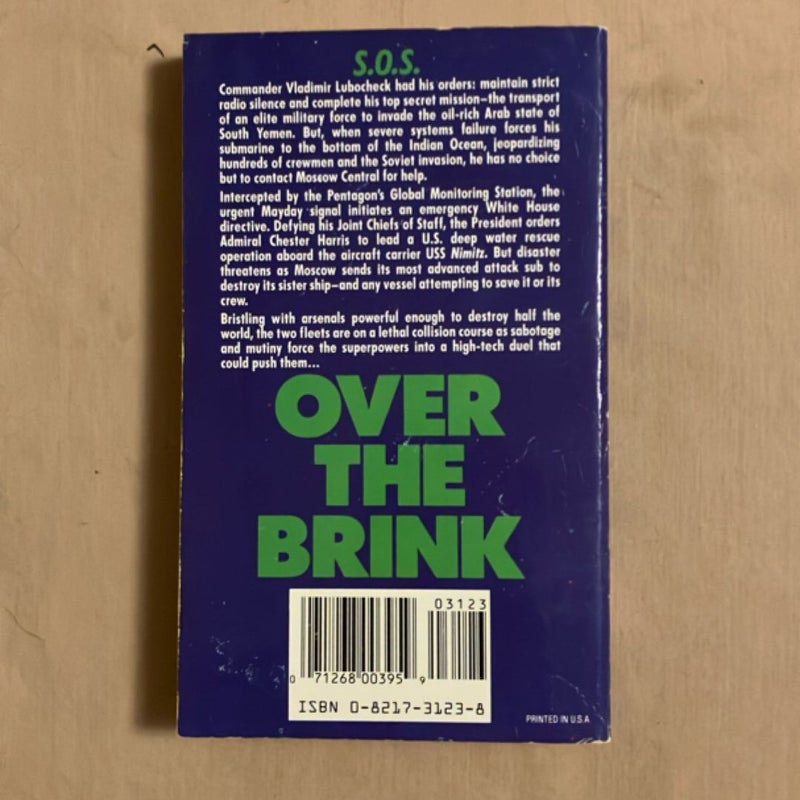 S.O.S.
Commander Vladimir Lubocheck had his orders: maintain strict
radio silence and complete his top secret mission—the transport
of an elite military force to invade the oil-rich Arab state of
South Yemen. But, when severe systems failure forces his
submarine to the bottom of the Indian Ocean, jeopardizing
hundreds of crewmen and the Soviet invasion, he has no choice
but to contact Moscow Central for help.
Intercepted by the Pentagon's Global Monitoring Station, the
urgent Mayday signal initiates an emergency White House
directive. Defying his Joint Chiefs of Staff, the President orders
Admiral Chester Harris to lead a U.S. deep water rescue
operation aboard the aircraft carrier USS Nimitz. But disaster
threatens as Moscow sends its most advanced attack sub to
destroy its sister ship—and any vessel attempting to save it or its
crew.
Bristling with arsenals powerful enough to destroy half the
world, the two fleets are on a lethal collision course as sabotage
and mutiny force the superpowers into a high-tech duel that
could push them...
OVER
THE
BRINK
03123
0 71268 00395 9
ISBN 0-8217-3123-8
PRINTED IN U.S.A